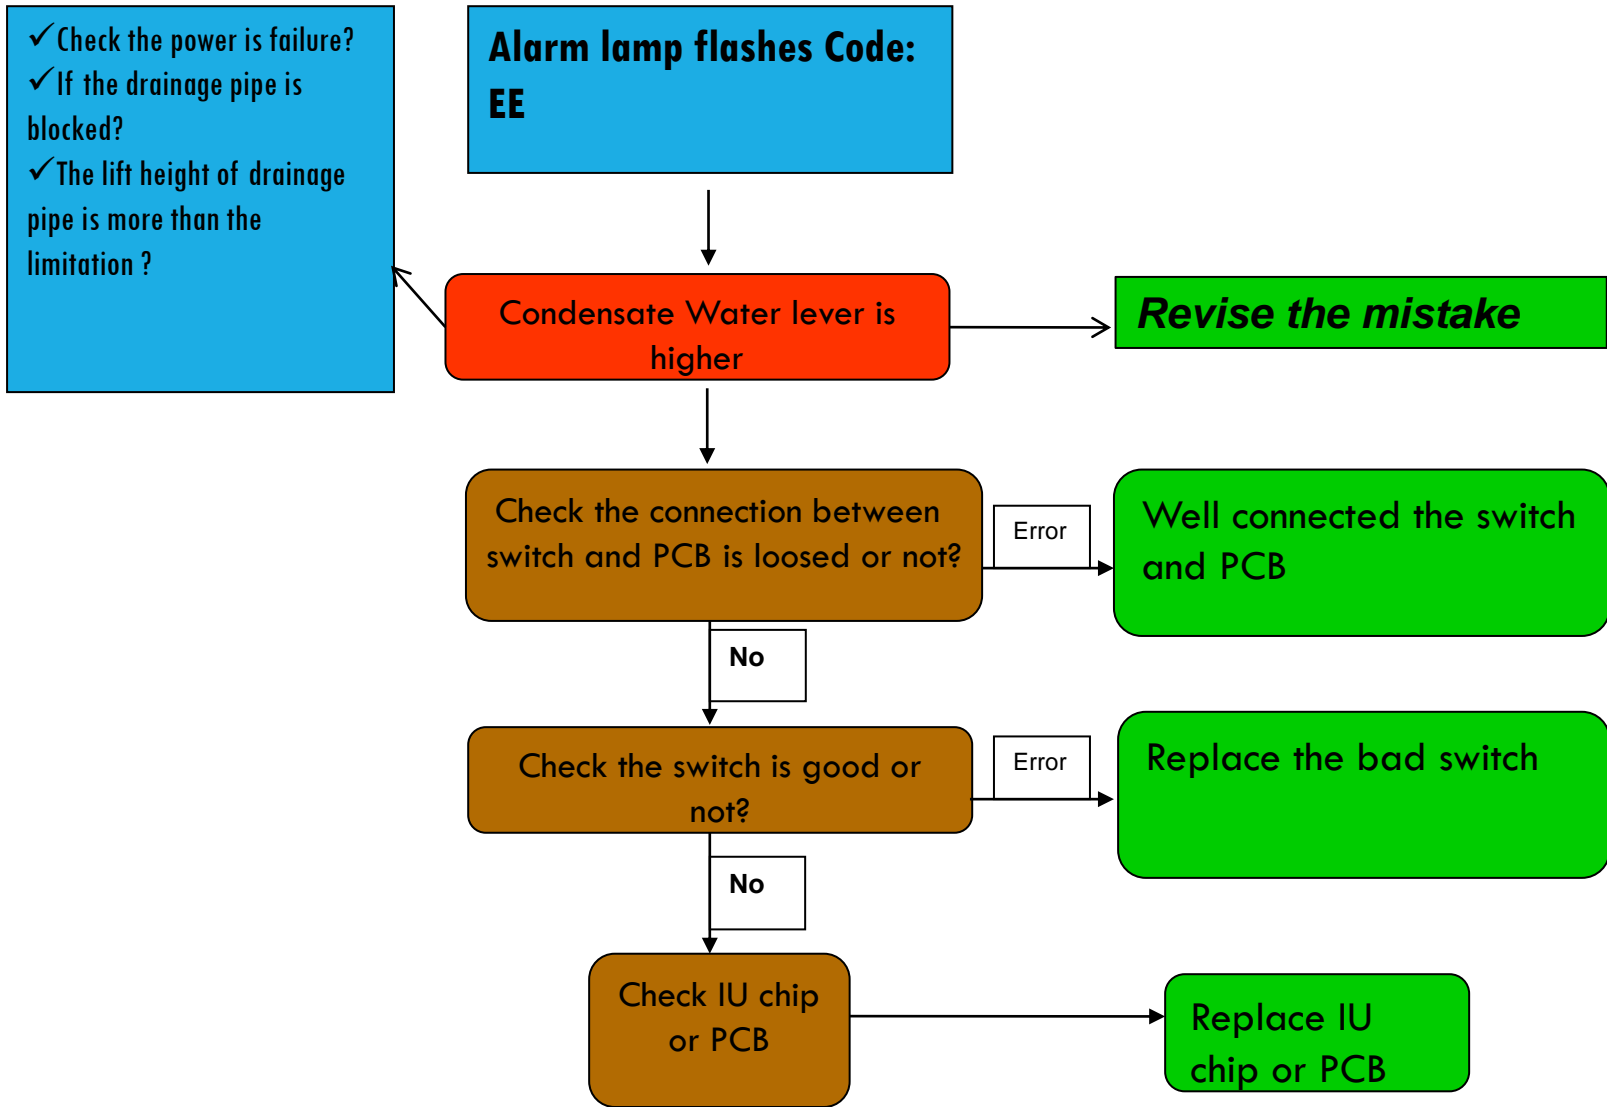 ✓Check the power is failure?
✓If the drainage pipe is
blocked?
✓The lift height of drainage
pipe is more than the
limitation ?
Alarm lamp flashes Code:
EE
Condensate Water lever is
higher
Revise the mistake
Check the connection between
switch and PCB is loosed or not?
Error
Well connected the switch
and PCB
No
Check the switch is good or
not?
Error
Replace the bad switch
No
Check IU chip
or PCB
Replace IU
chip or PCB